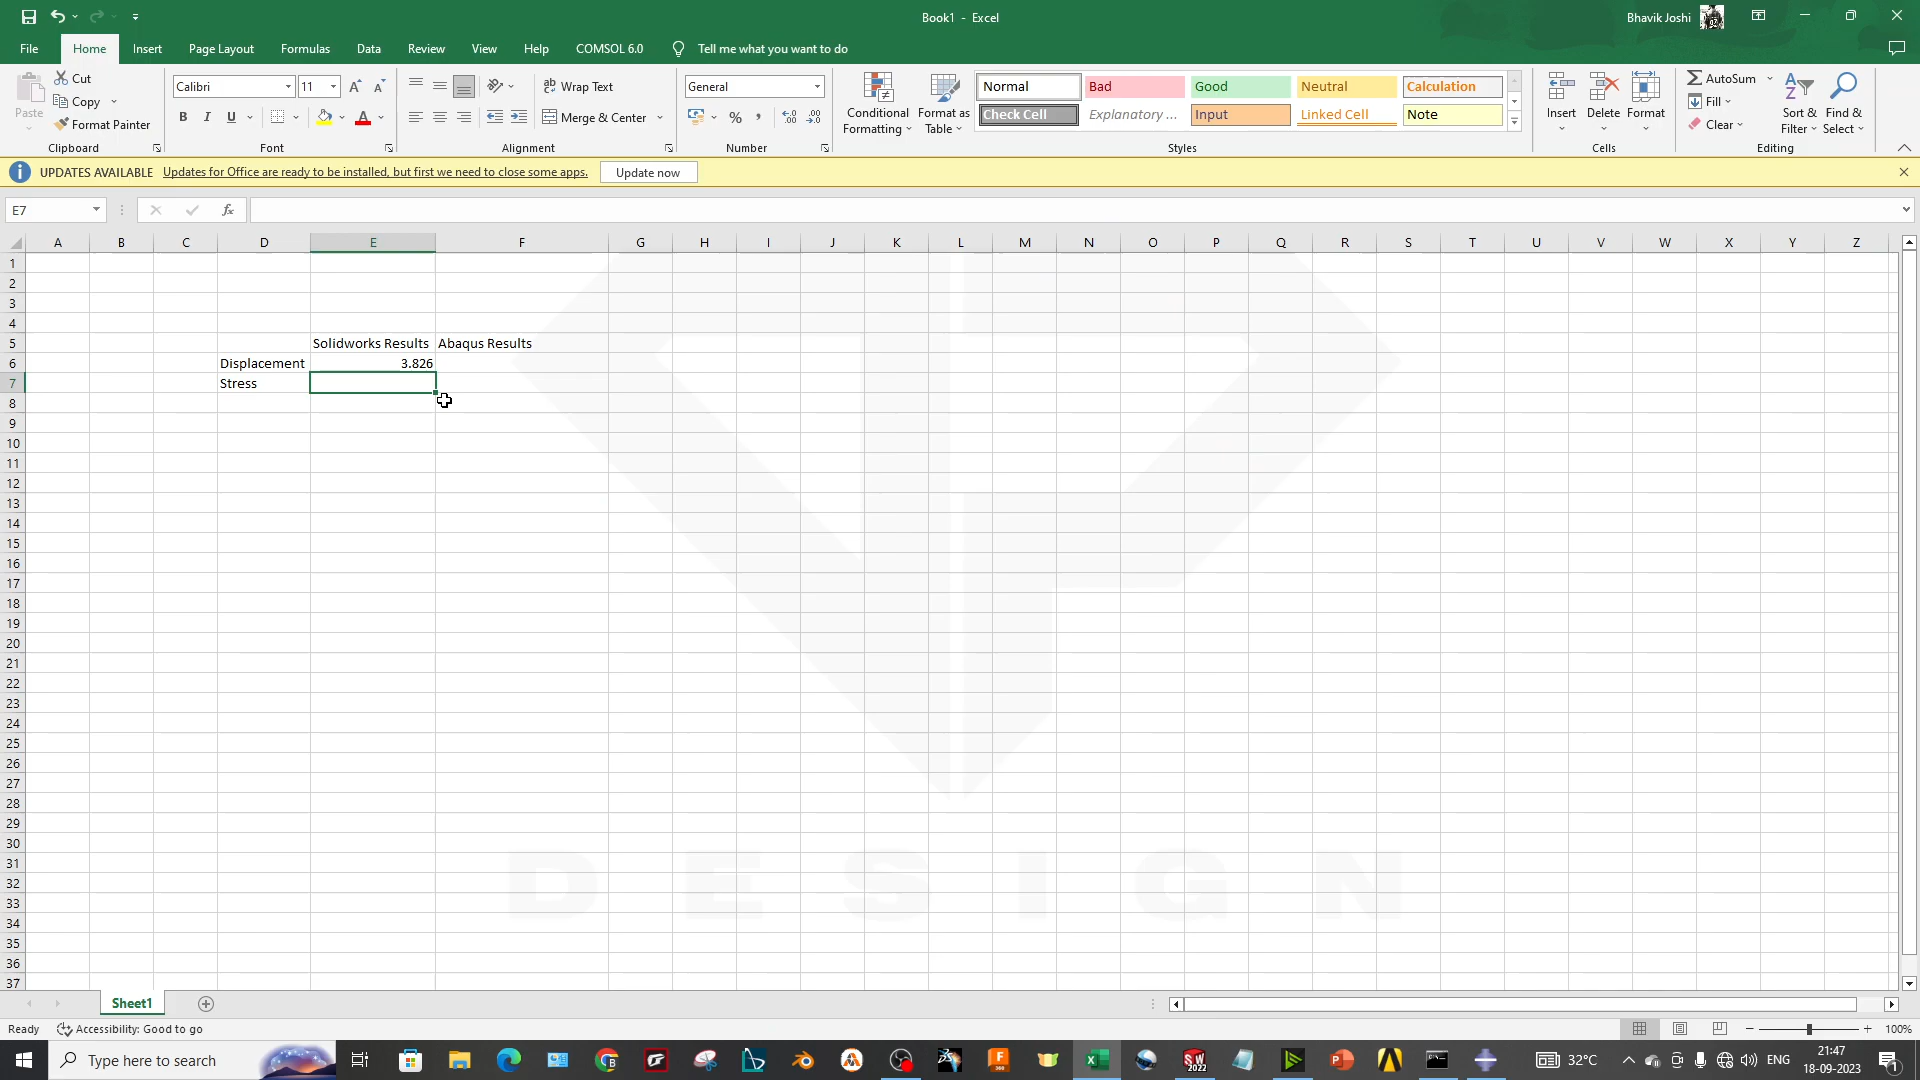 Book1 - Excel
Bhavik Joshi
File Home Insert Page Layout Formulas Data Review View Help COMSOL 6.0 Tell me what you want to do
Paste
Cut
Copy
Format Painter
Clipboard
Calibri 11
B I U
Font
Wrap Text
Merge & Center
Alignment
General
%
Number
Conditional Formatting
Format as Table
Normal Bad Good Neutral Calculation
Check Cell Explanatory ... Input Linked Cell Note
Styles
Insert Delete Format
Cells
AutoSum
Fill
Clear
Sort & Filter
Find & Select
Editing
UPDATES AVAILABLE Updates for Office are ready to be installed, but first we need to close some apps. Update now
E7
fx
A B C D E F G H I J K L M N O P Q R S T U V W X Y Z
1
2
3
4
5 Solidworks Results Abaqus Results
6 Displacement 3.826
7 Stress
8
9
10
11
12
13
14
15
16
17
18
19
20
21
22
23
24
25
26
27
28
29
30
31
32
33
34
35
36
37
DESIGN
Sheet1
Ready Accessibility: Good to go 100%
Type here to search
SW 2022
32°C
ENG
21:47
18-09-2023
1